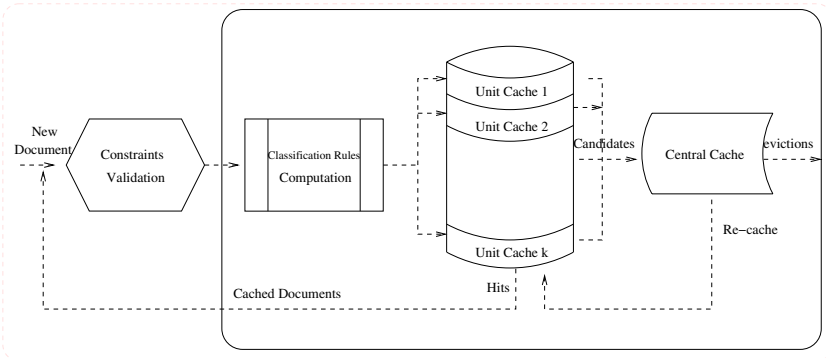 New
Document
Constraints
Validation
Classification Rules
Computation
Unit Cache 1
Unit Cache 2
Unit Cache k
Candidates
Central Cache
evictions
Re−cache
Hits
Cached Documents